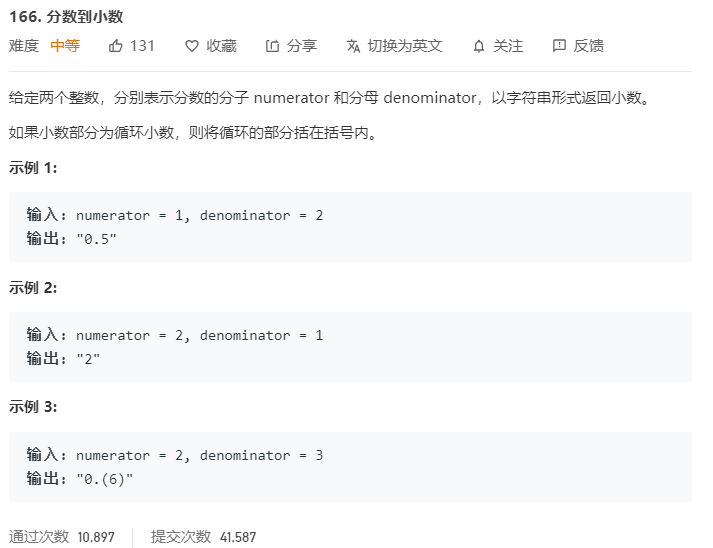 166. 分数到小数
难度 中等 131 收藏 分享 切换为英文 关注 反馈
给定两个整数，分别表示分数的分子 numerator 和分母 denominator，以字符串形式返回小数。
如果小数部分为循环小数，则将循环的部分括在括号内。
示例 1:
输入: numerator = 1, denominator = 2
输出: "0.5"
示例 2:
输入: numerator = 2, denominator = 1
输出: "2"
示例 3:
输入: numerator = 2, denominator = 3
输出: "0.(6)"
通过次数 10,897 提交次数 41,587